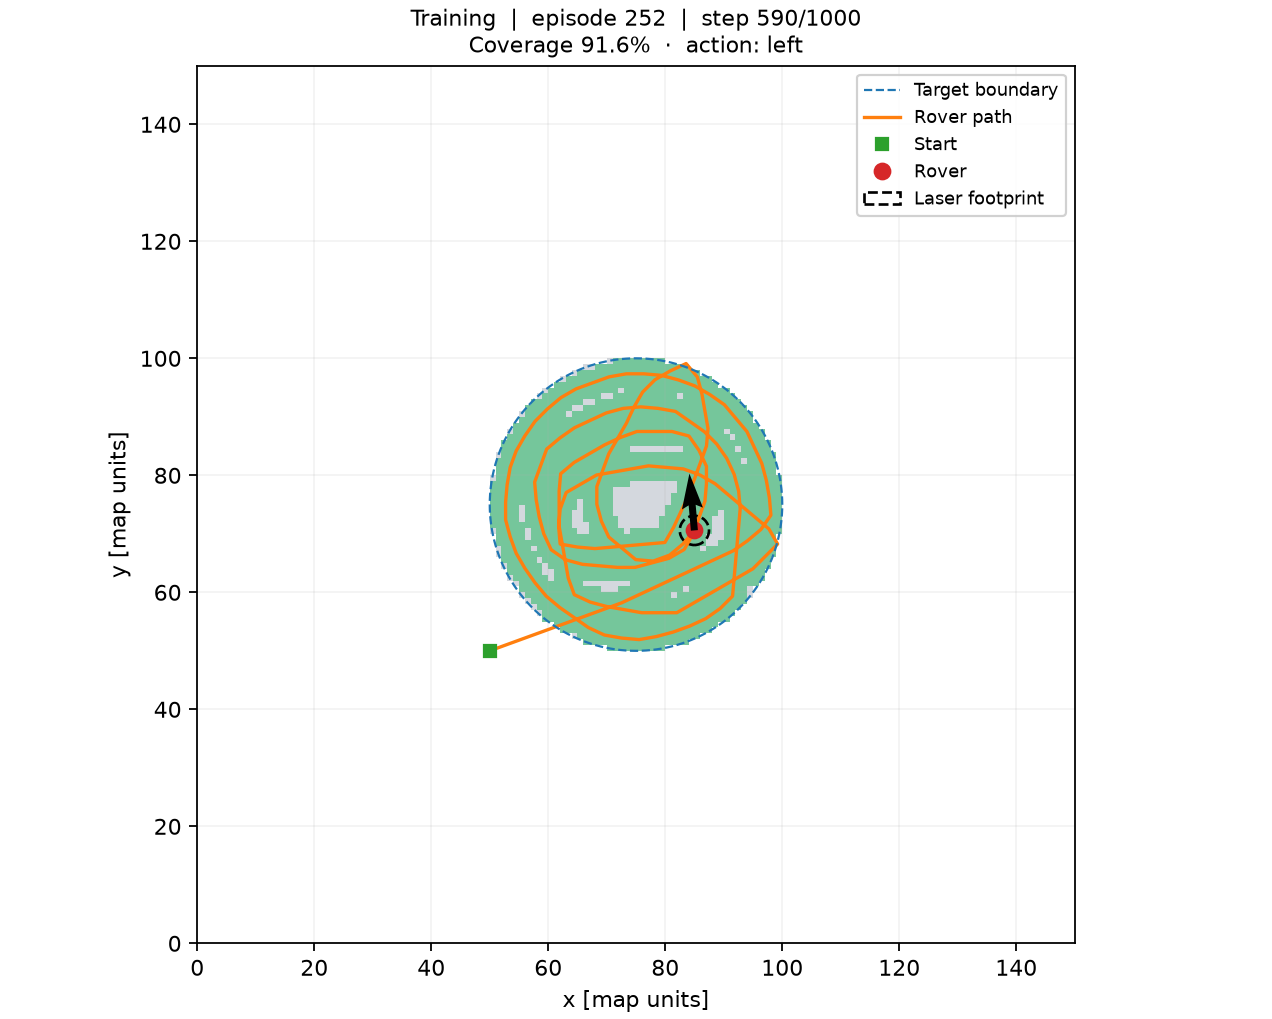 Training | episode 252 | step 590/1000
Coverage 91.6% · action: left
Target boundary
Rover path
Start
Rover
Laser footprint
140
120
100
80
60
40
20
0
y [map units]
0 20 40 60 80 100 120 140
x [map units]